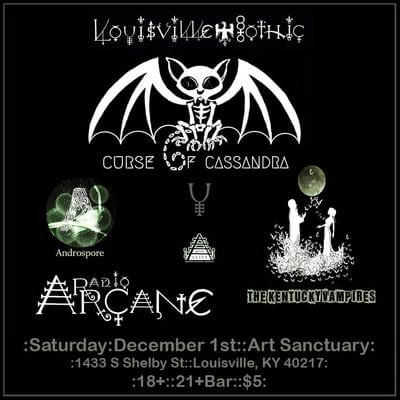 Louisville Gothic
CURSE OF CASSANDRA
Androspore
RADIO
ARCANE
THE KENTUCKY VAMPIRES
:Saturday:December 1st::Art Sanctuary:
:1433 S Shelby St::Louisville, KY 40217:
:18+::21+Bar::$5: